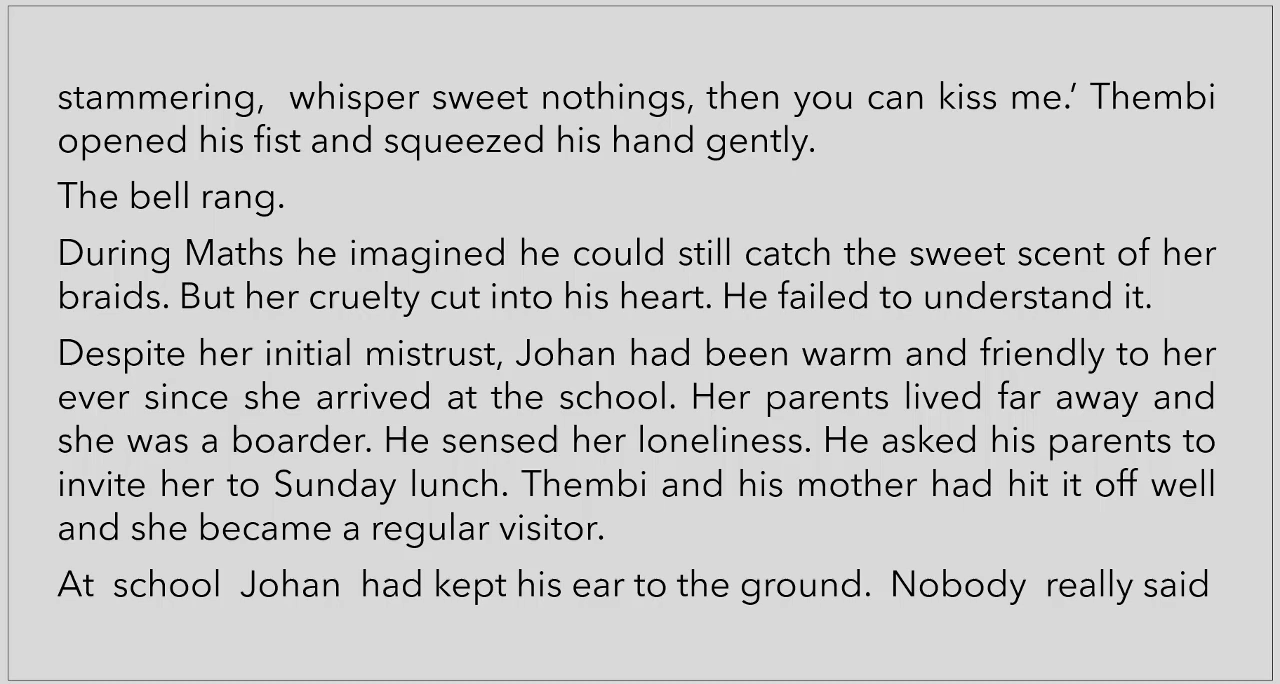 stammering, whisper sweet nothings, then you can kiss me.’ Thembi
opened his fist and squeezed his hand gently.
The bell rang.
During Maths he imagined he could still catch the sweet scent of her
braids. But her cruelty cut into his heart. He failed to understand it.
Despite her initial mistrust, Johan had been warm and friendly to her
ever since she arrived at the school. Her parents lived far away and
she was a boarder. He sensed her loneliness. He asked his parents to
invite her to Sunday lunch. Thembi and his mother had hit it off well
and she became a regular visitor.
At school Johan had kept his ear to the ground. Nobody really said